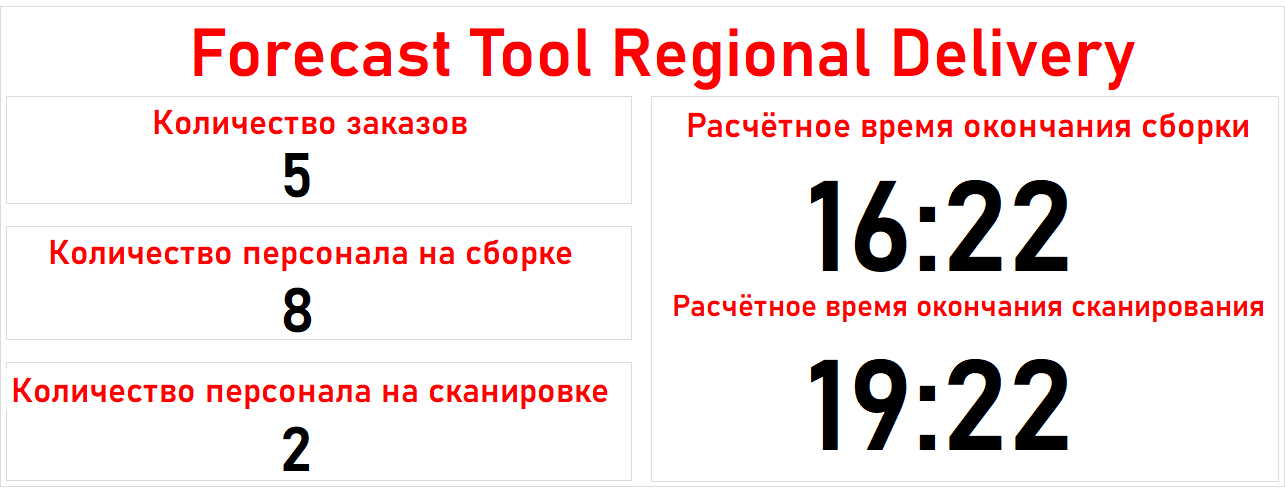 Forecast Tool Regional Delivery
Количество заказов
5
Количество персонала на сборке
8
Количество персонала на сканировке
2
Расчётное время окончания сборки
16:22
Расчётное время окончания сканирования
19:22